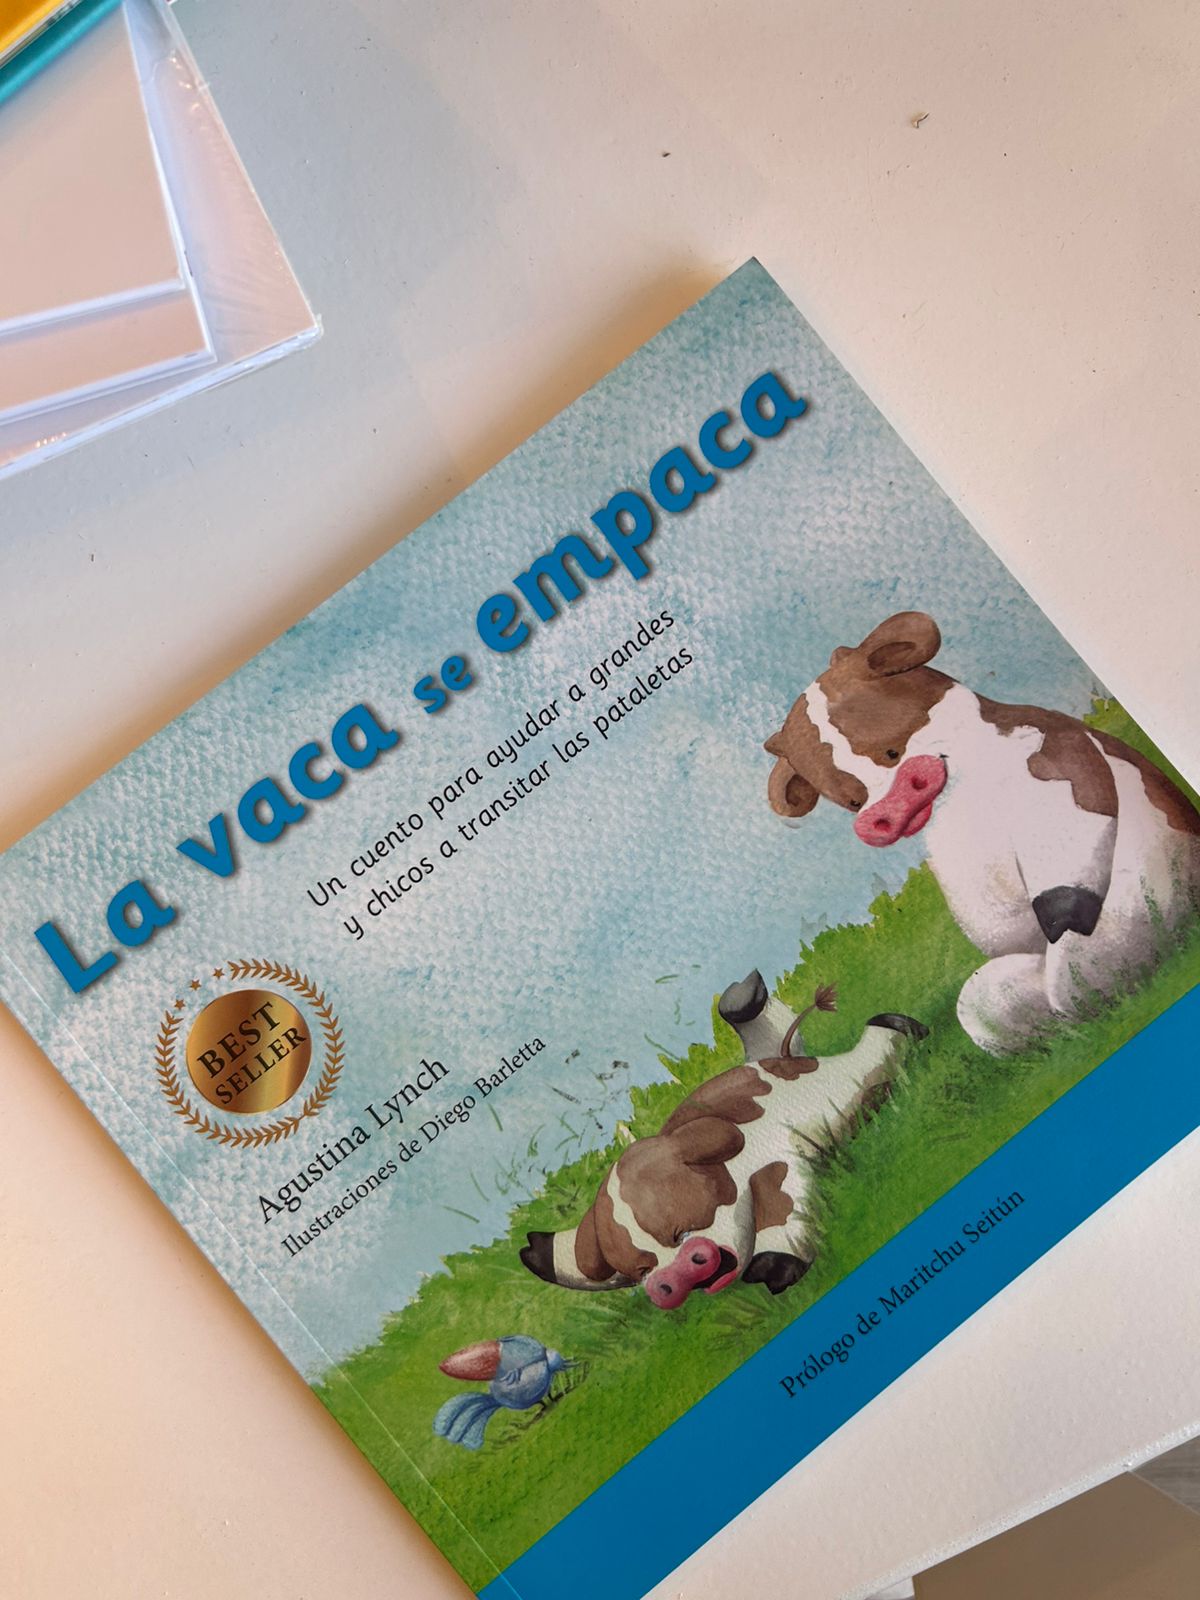 La vaca se empaca
Un cuento para ayudar a grandes
y chicos a transitar las pataletas
BEST
SELLER
Agustina Lynch
Ilustraciones de Diego Barletta
Prólogo de Maritchu Seitún